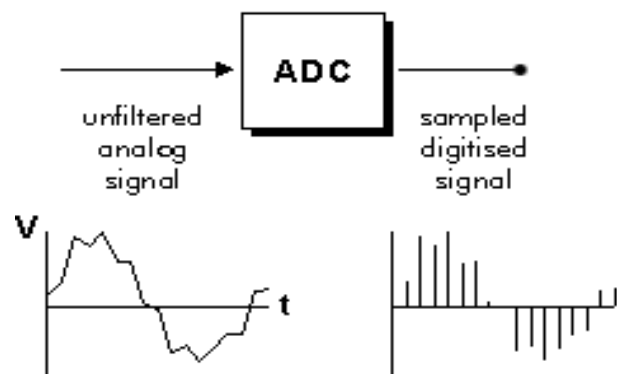 ADC
unfiltered
analog
signal
sampled
digitised
signal
V
t